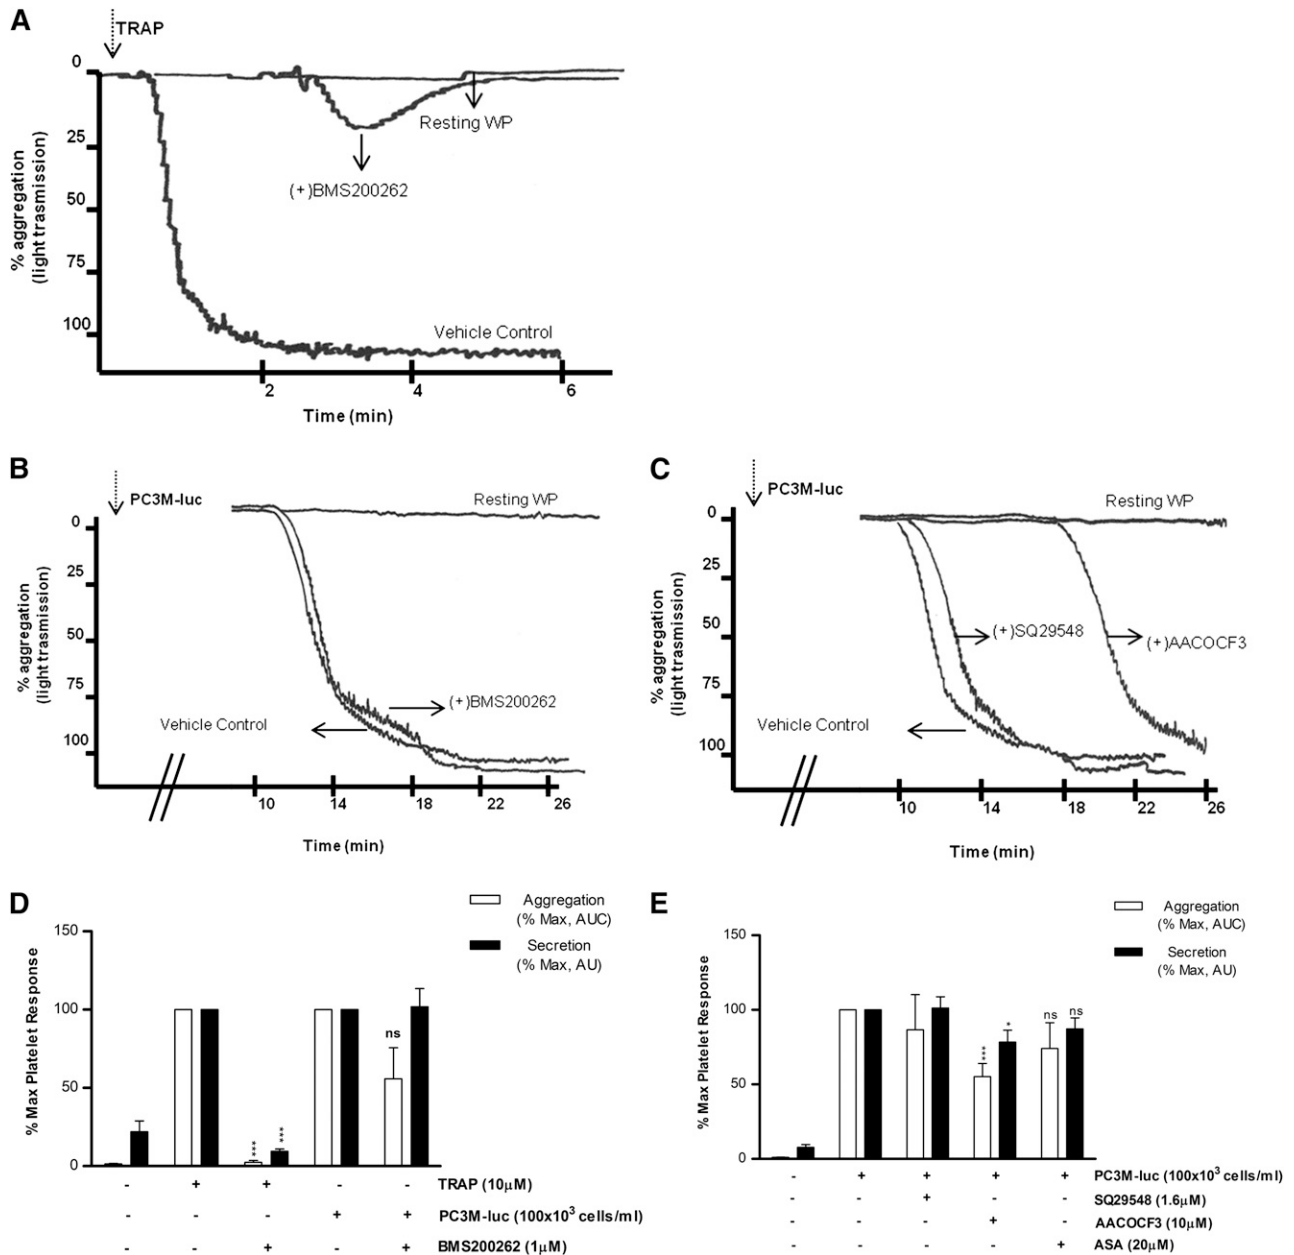 A
TRAP
0
25
50
75
100
% aggregation
(light trasmission)
Resting WP
(+)BMS200262
Vehicle Control
2 4 6
Time (min)
B
PC3M-luc
Resting WP
0
25
50
75
100
% aggregation
(light trasmission)
(+)BMS200262
Vehicle Control
10 14 18 22 26
Time (min)
C
PC3M-luc
Resting WP
0
25
50
75
100
% aggregation
(light trasmission)
(+)SQ29548
(+)AACOCF3
Vehicle Control
10 14 18 22 26
Time (min)
D
Aggregation
(% Max, AUC)
Secretion
(% Max, AU)
150
100
50
0
% Max Platelet Response
***
***
ns
- + + - - TRAP (10µM)
- - - + + PC3M-luc (100x10³ cells/ml)
- - + - + BMS200262 (1µM)
E
Aggregation
(% Max, AUC)
Secretion
(% Max, AU)
150
100
50
0
% Max Platelet Response
***
*
ns ns
- + + + + PC3M-luc (100x10³ cells/ml)
- - + - - SQ29548 (1.6µM)
- - - + - AACOCF3 (10µM)
- - - - + ASA (20µM)